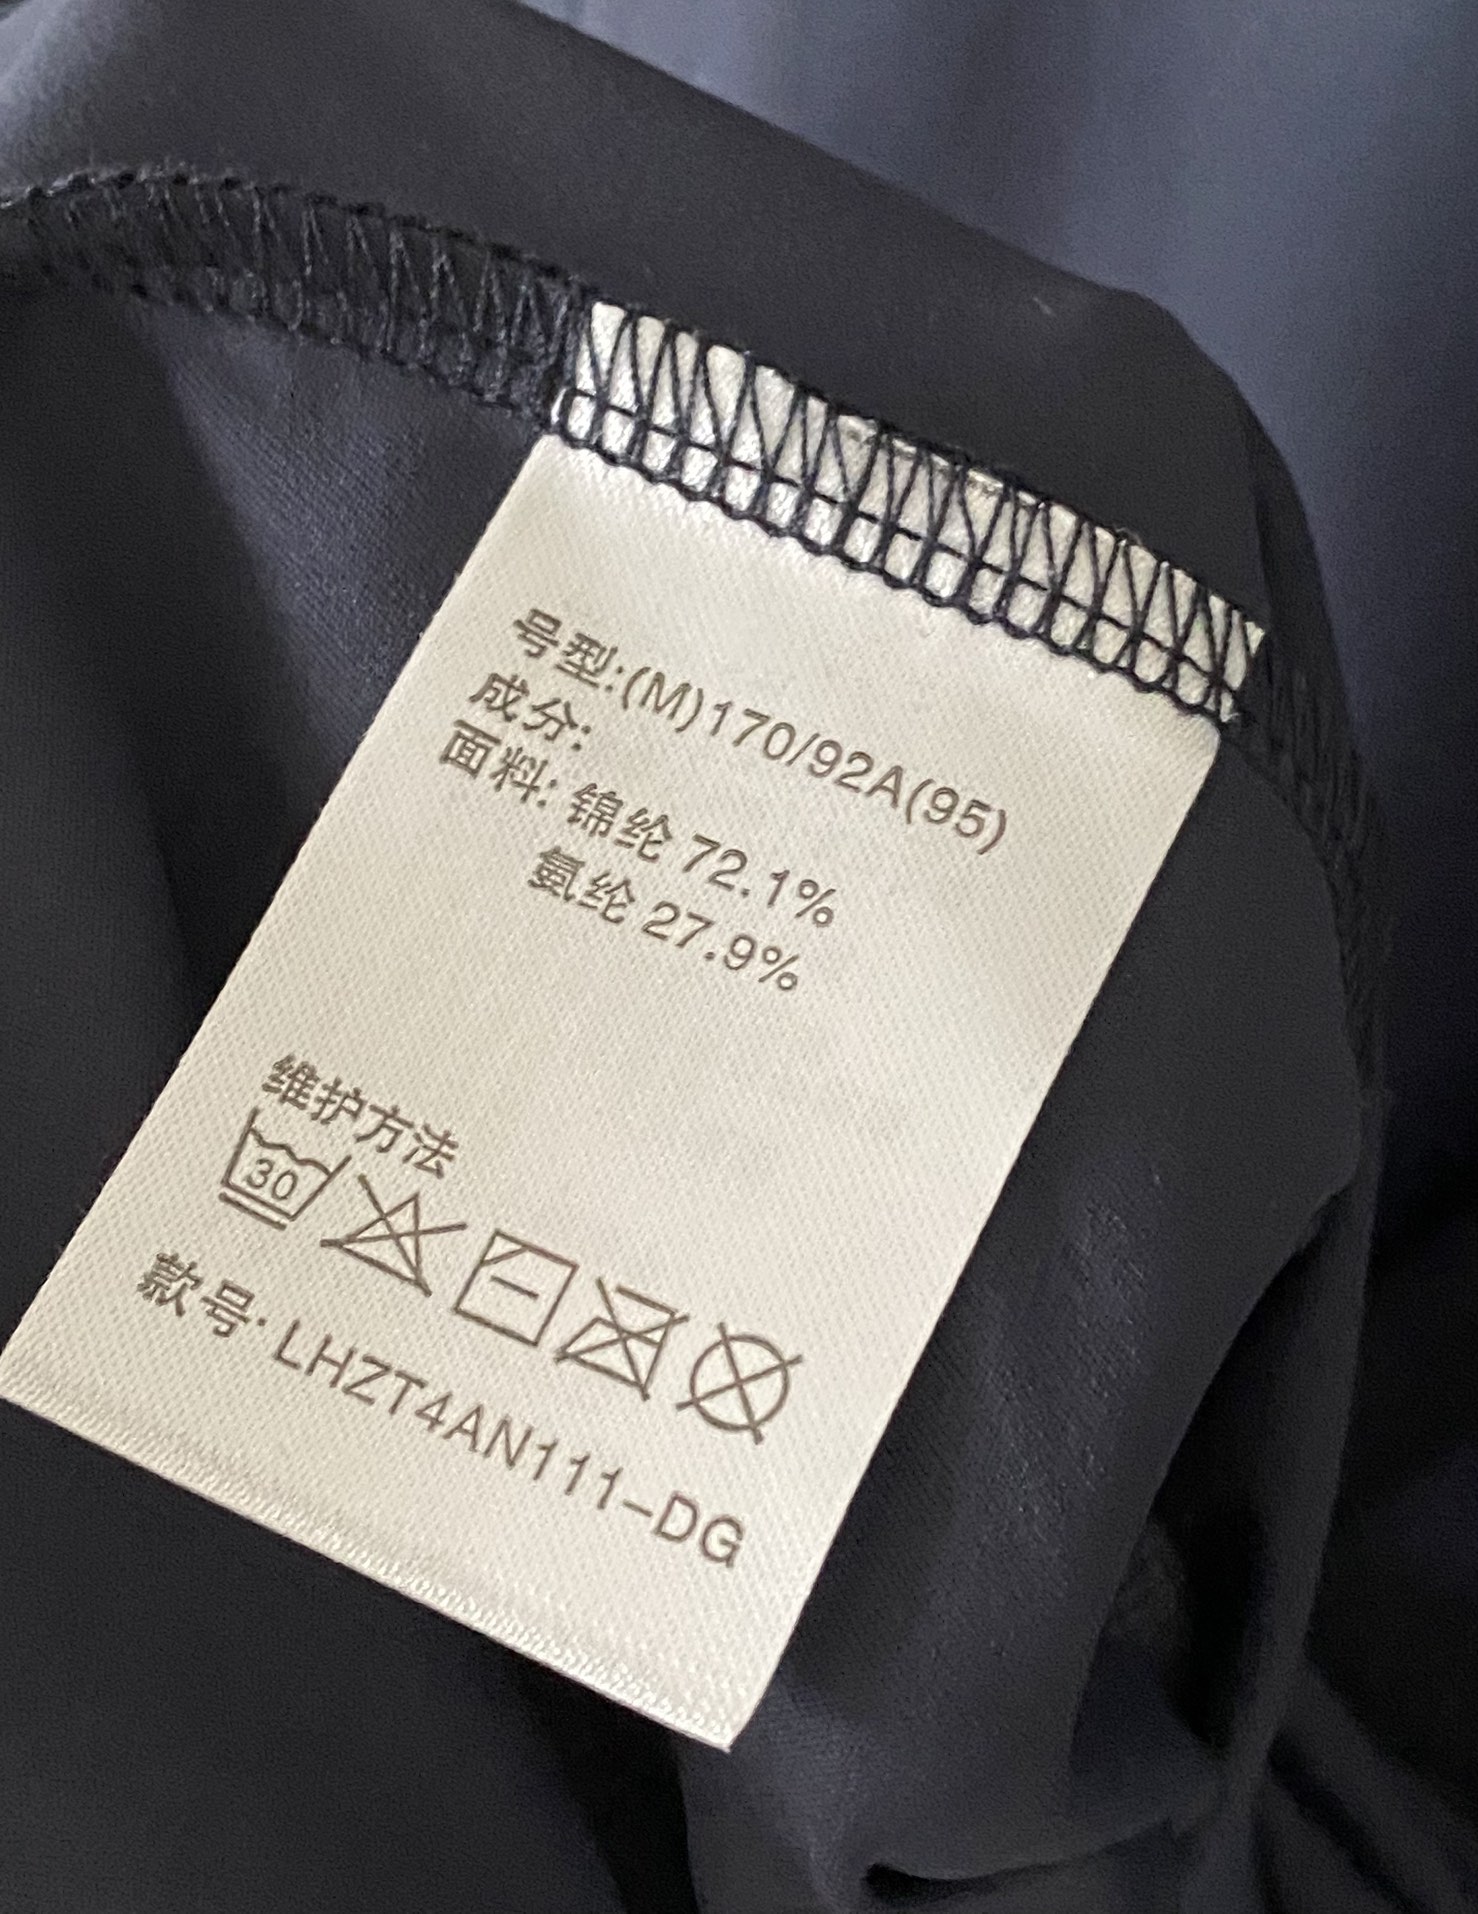 号型:(M)170/92A(95)
成分:
面料: 锦纶 72.1%
氨纶 27.9%
维护方法
30
款号: LHZT4AN111-DG